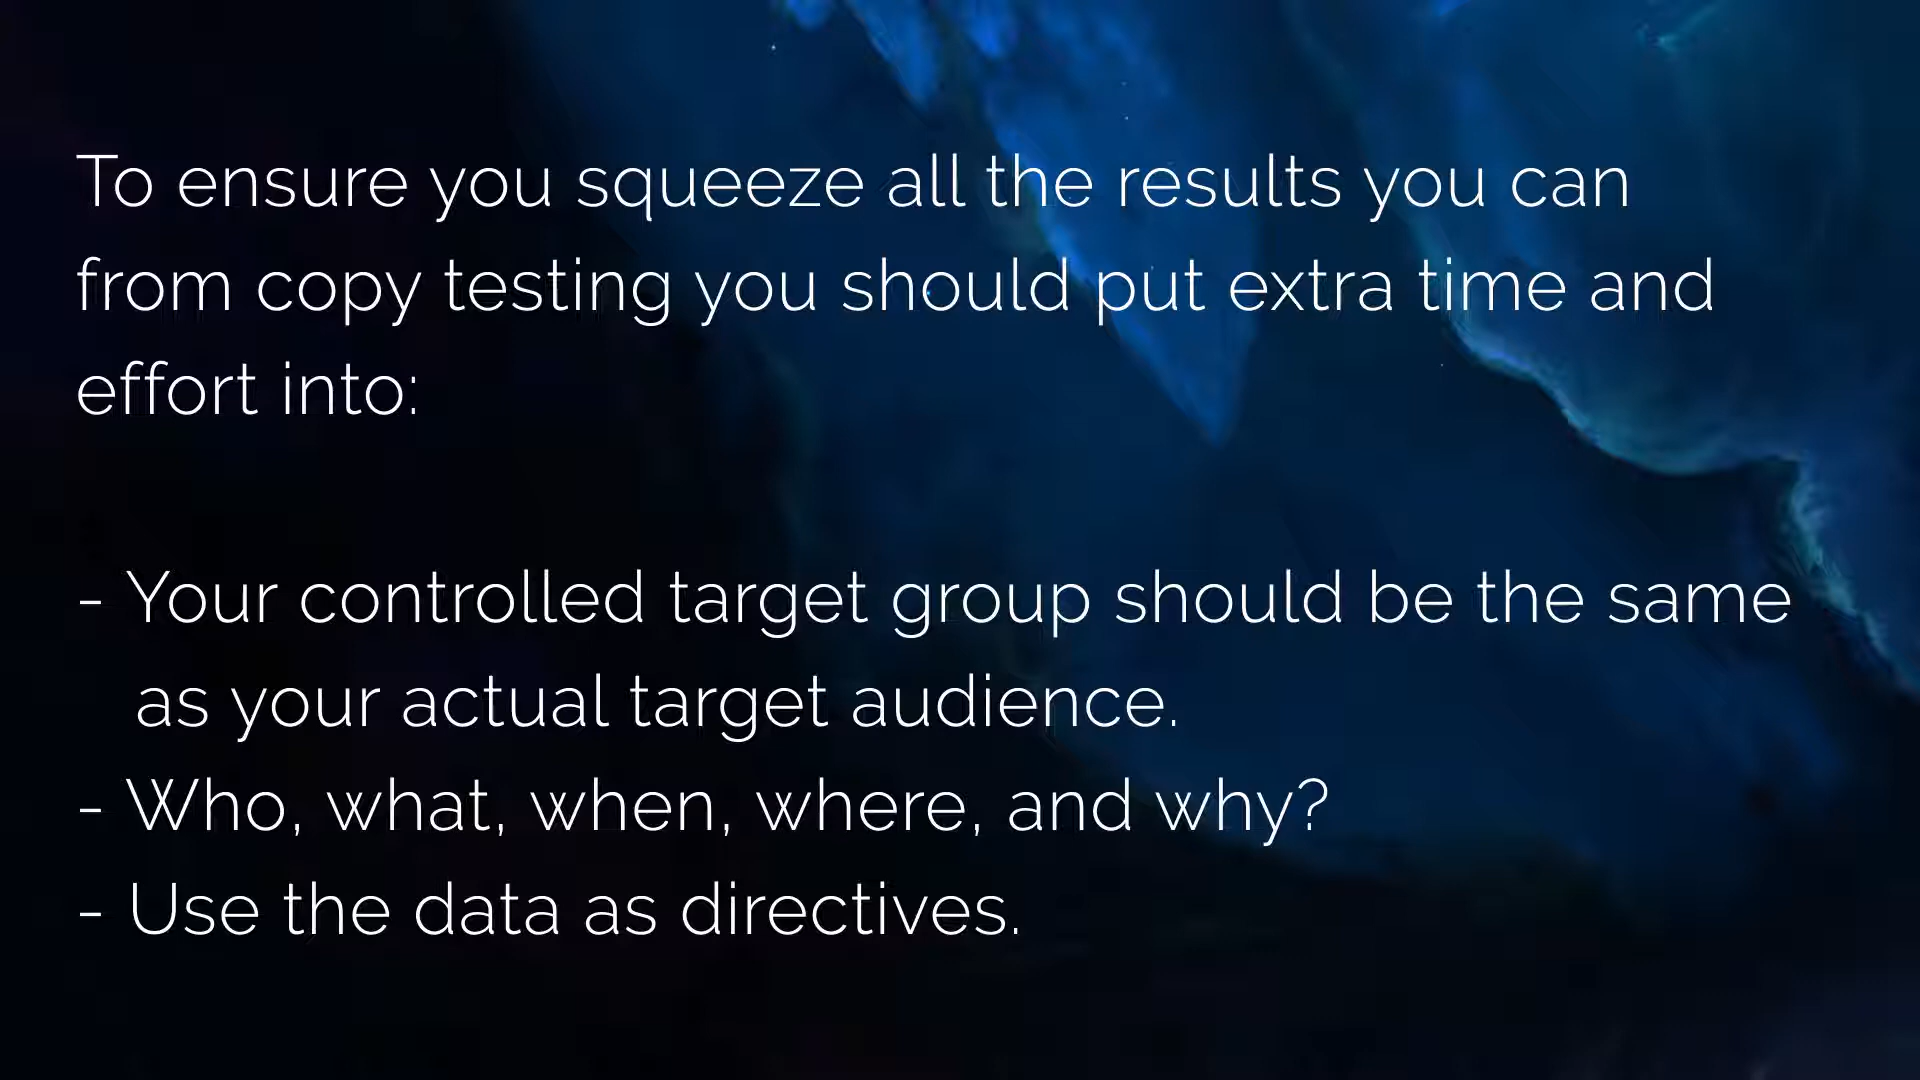 To ensure you squeeze all the results you can
from copy testing you should put extra time and
effort into:
- Your controlled target group should be the same
as your actual target audience.
- Who, what, when, where, and why?
- Use the data as directives.